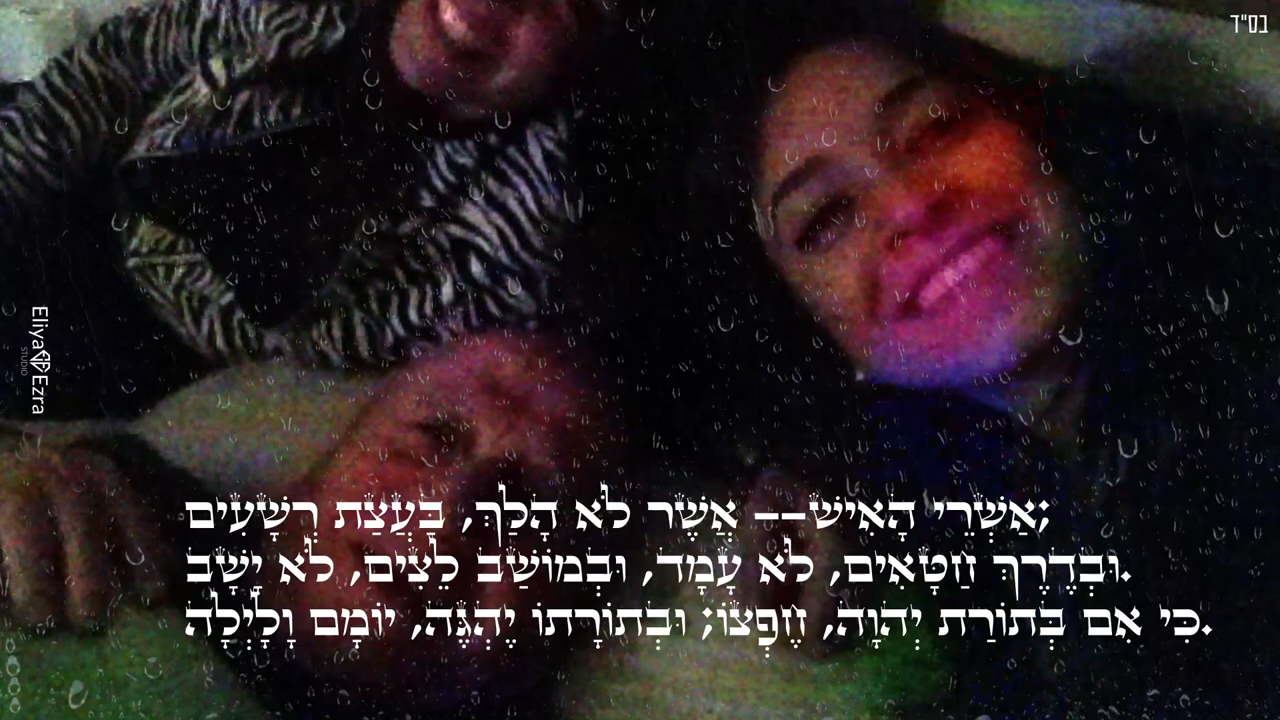 בס"ד
אַשְׁרֵי הָאִישׁ-- אֲשֶׁר לֹא הָלַךְ, בַּעֲצַת רְשָׁעִים;
וּבְדֶרֶךְ חַטָּאִים, לֹא עָמָד, וּבְמוֹשַׁב לֵצִים, לֹא יָשָׁב.
כִּי אִם בְּתוֹרַת יְהוָה, חֶפְצוֹ; וּבְתוֹרָתוֹ יֶהְגֶּה, יוֹמָם וָלָיְלָה.
Eliya Ezra
STUDIO